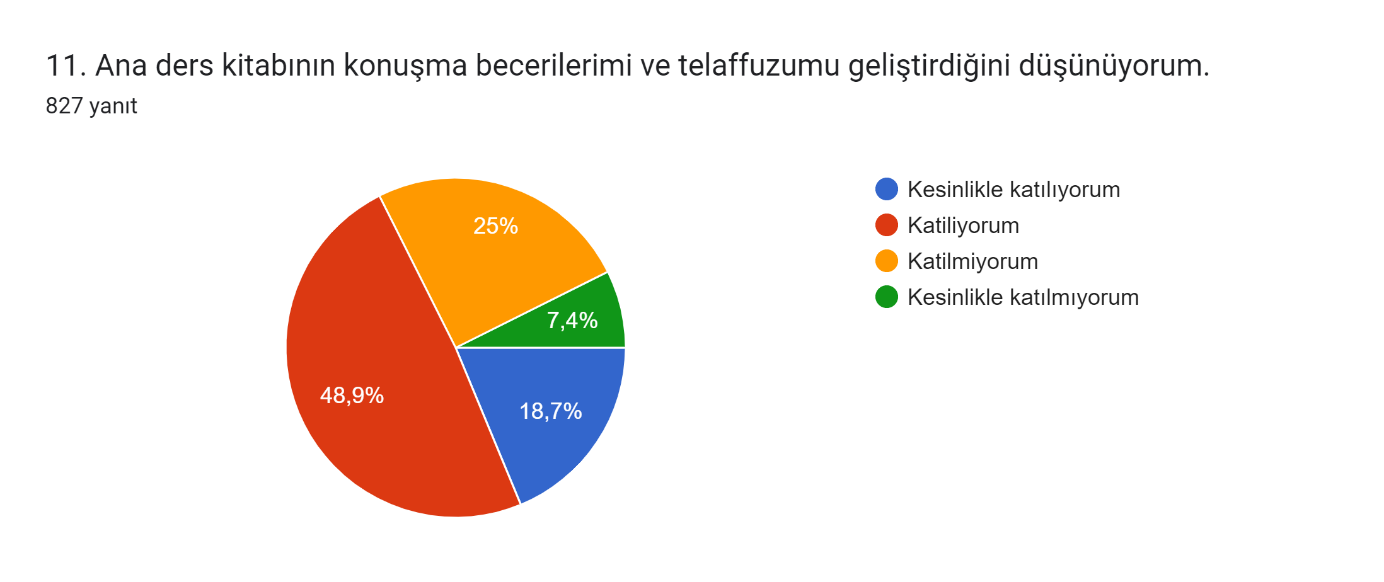 11. Ana ders kitabının konuşma becerilerimi ve telaffuzumu geliştirdiğini düşünüyorum.
827 yanıt
Kesinlikle katılıyorum
Katiliyorum
Katilmiyorum
Kesinlikle katılmıyorum
25%
7,4%
48,9%
18,7%